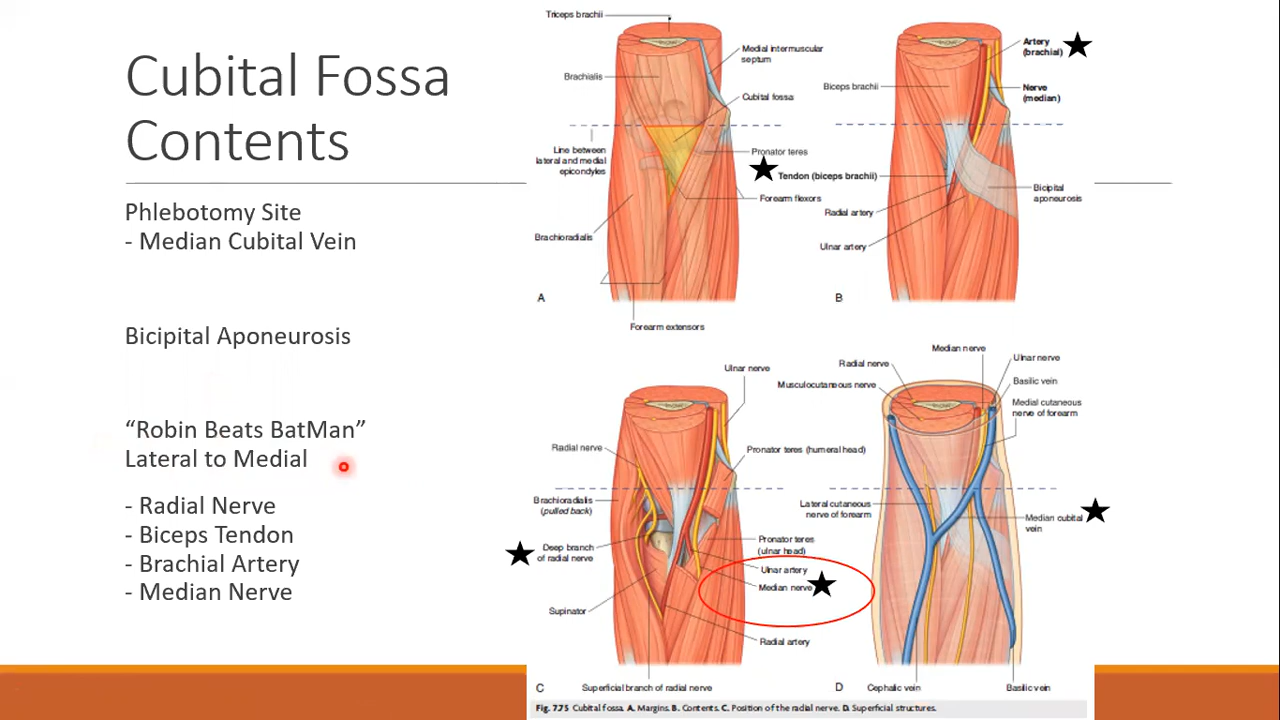 Cubital Fossa
Contents
Phlebotomy Site
- Median Cubital Vein
Bicipital Aponeurosis
“Robin Beats BatMan”
Lateral to Medial
- Radial Nerve
- Biceps Tendon
- Brachial Artery
- Median Nerve
Triceps brachii
Medial intermuscular
septum
Brachialis
Cubital fossa
Line between
lateral and medial
epicondyles
Pronator teres
Forearm flexors
Brachioradialis
A
Forearm extensors
Artery
(brachial)
Biceps brachii
Nerve
(median)
Tendon (biceps brachii)
Bicipital
aponeurosis
Radial artery
Ulnar artery
B
Ulnar nerve
Radial nerve
Pronator teres (humeral head)
Brachioradialis
(pulled back)
Deep branch
of radial nerve
Pronator teres
(ulnar head)
Ulnar artery
Median nerve
Supinator
Radial artery
C
Superficial branch of radial nerve
Median nerve
Radial nerve
Ulnar nerve
Musculocutaneous nerve
Basilic vein
Medial cutaneous
nerve of forearm
Lateral cutaneous
nerve of forearm
Median cubital
vein
D
Cephalic vein
Basilic vein
Fig. 7.75 Cubital fossa. A. Margins. B. Contents. C. Position of the radial nerve. D. Superficial structures.